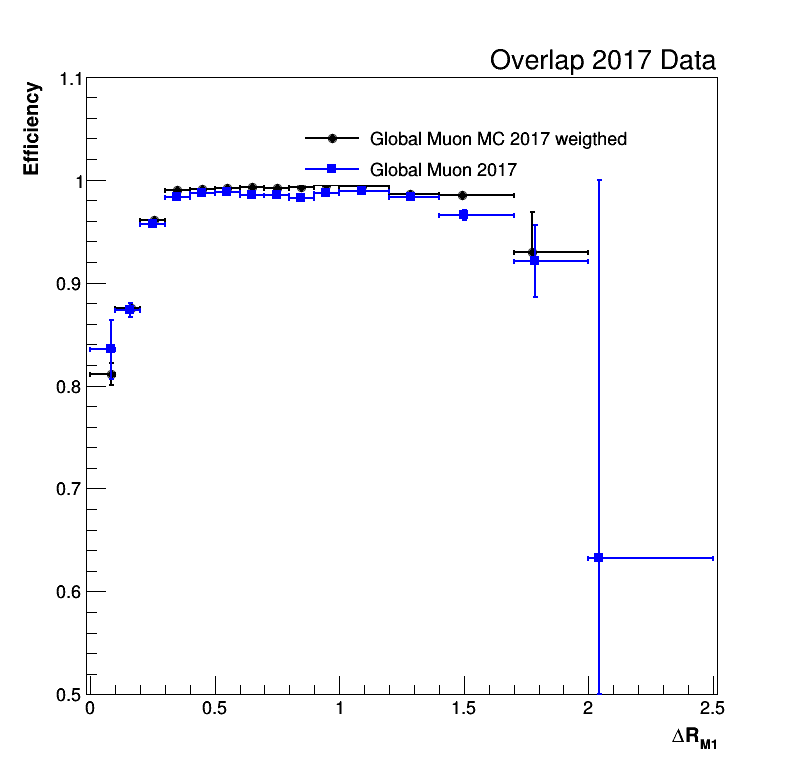 Overlap 2017 Data
Efficiency
Global Muon MC 2017 weigthed
Global Muon 2017
1.1
1
0.9
0.8
0.7
0.6
0.5
0
0.5
1
1.5
2
2.5
ΔR_M1